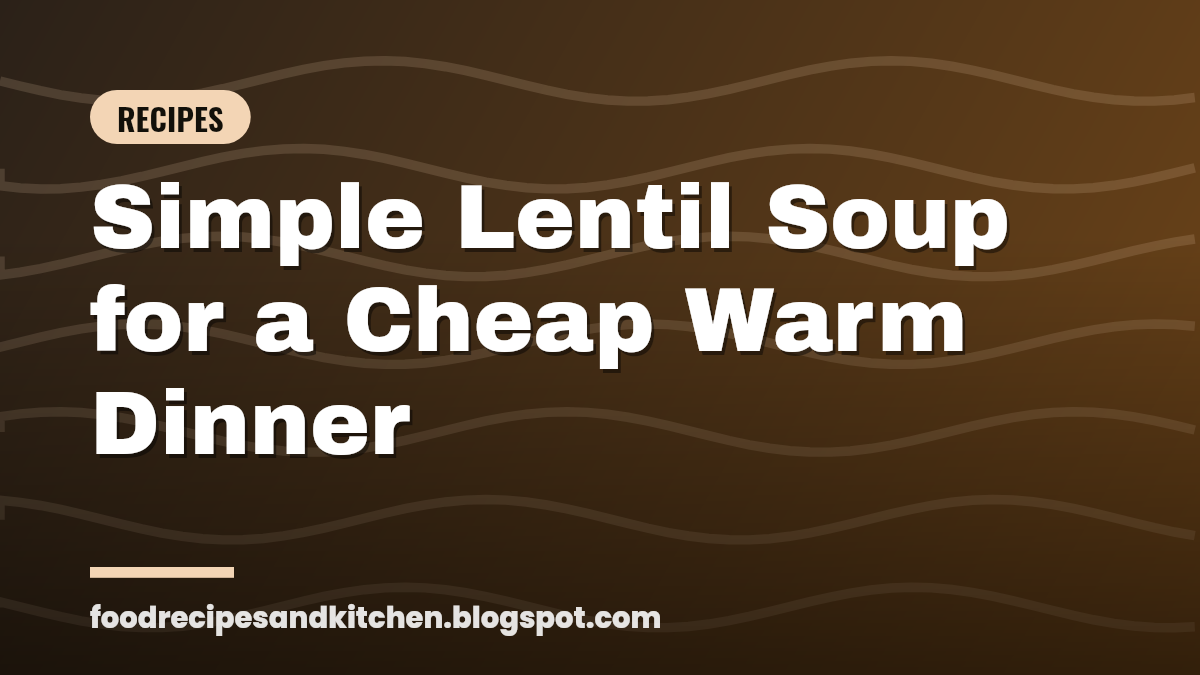 RECIPES
Simple Lentil Soup
for a Cheap Warm
Dinner
foodrecipesandkitchen.blogspot.com